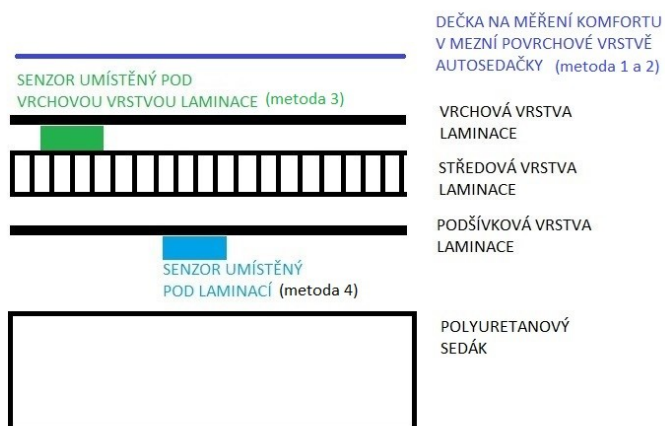 DEČKA NA MĚŘENÍ KOMFORTU
V MEZNÍ POVRCHOVÉ VRSTVĚ
AUTOSEDAČKY (metoda 1 a 2)
SENZOR UMÍSTĚNÝ POD
VRCHOVOU VRSTVOU LAMINACE (metoda 3)
VRCHOVÁ VRSTVA
LAMINACE
STŘEDOVÁ VRSTVA
LAMINACE
PODŠÍVKOVÁ VRSTVA
LAMINACE
SENZOR UMÍSTĚNÝ
POD LAMINACÍ (metoda 4)
POLYURETANOVÝ
SEDÁK